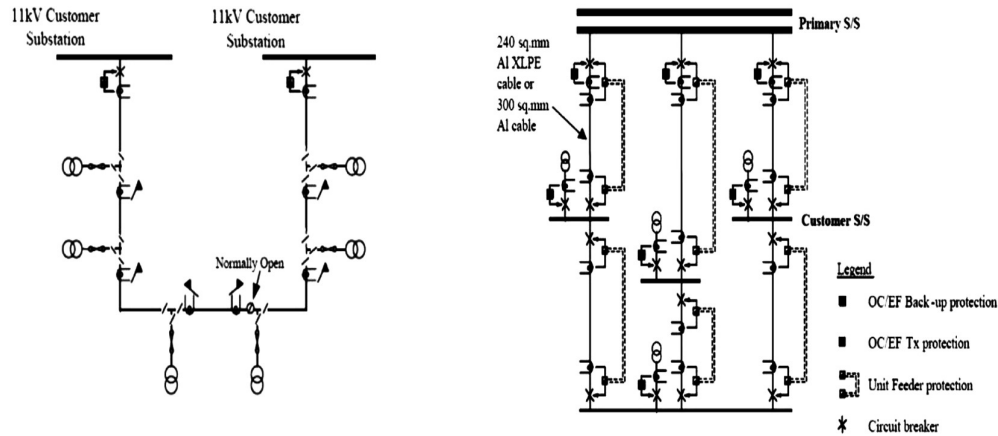 11kV Customer
Substation
11kV Customer
Substation
Normally Open
Primary S/S
240 sq.mm
Al XLPE
cable or
300 sq.mm
Al cable
Customer S/S
Legend
OC/EF Back-up protection
OC/EF Tx protection
Unit Feeder protection
Circuit breaker